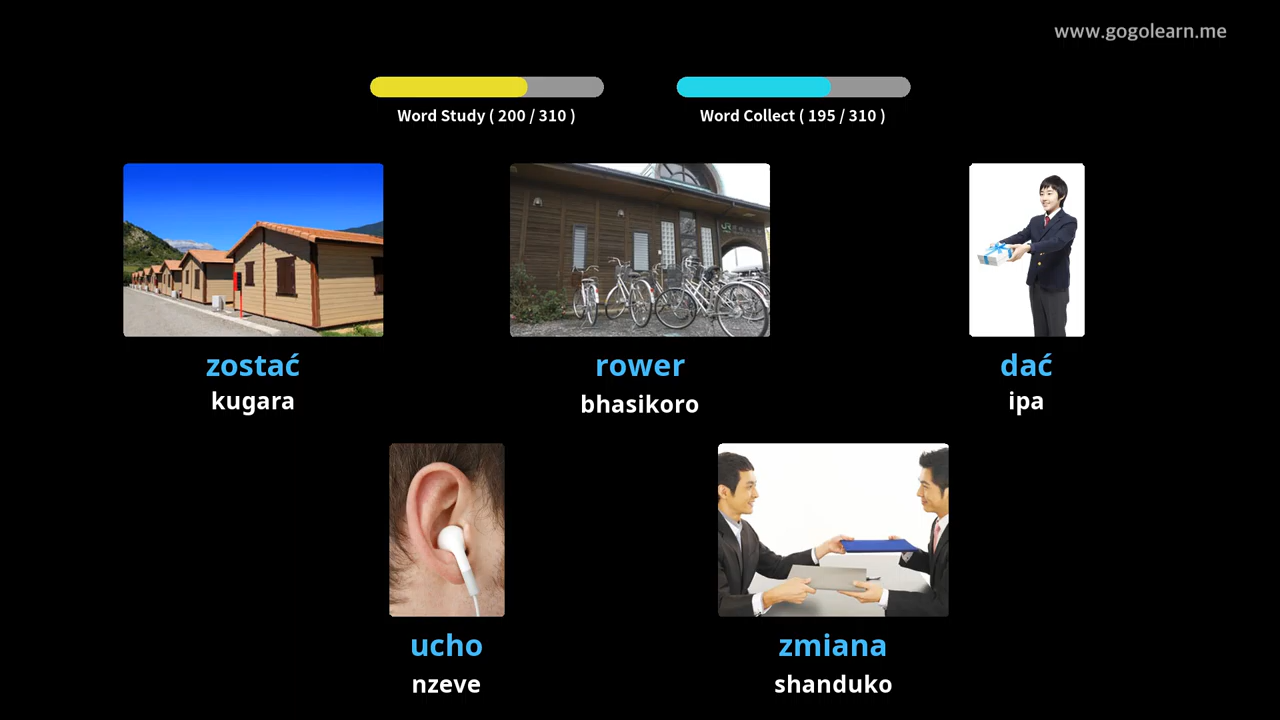 www.gogolearn.me
Word Study ( 200 / 310 )
Word Collect ( 195 / 310 )
zostać
kugara
rower
bhasikoro
dać
ipa
ucho
nzeve
zmiana
shanduko